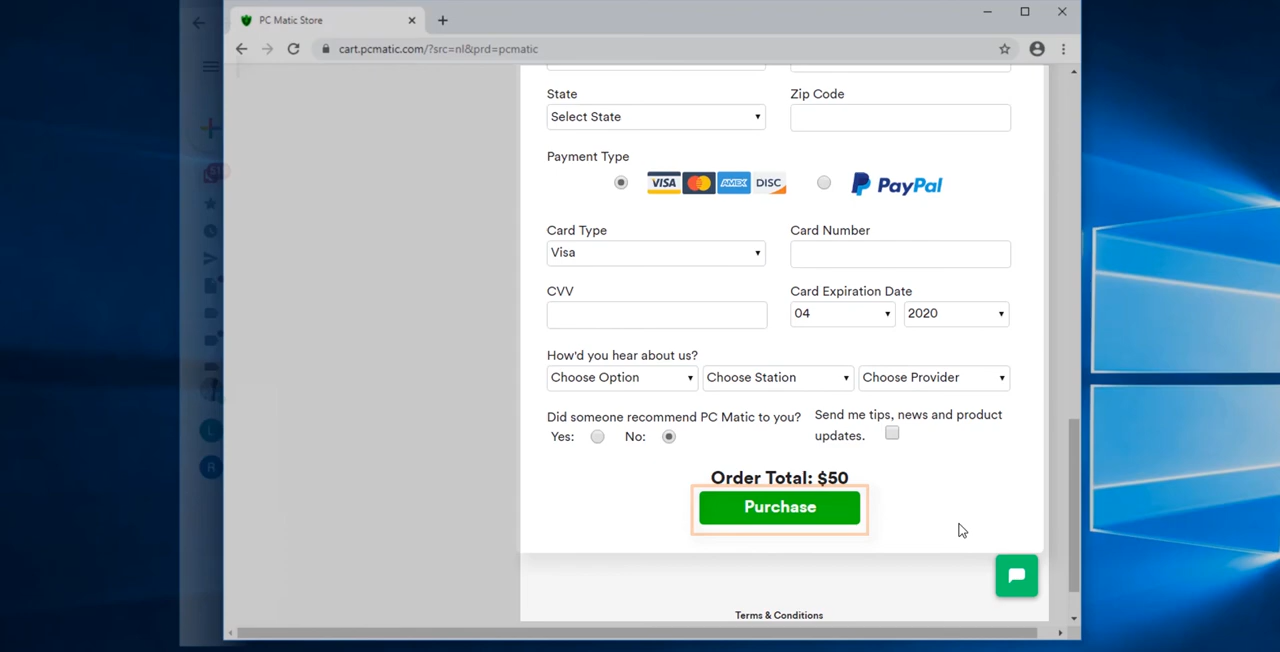 PC Matic Store
cart.pcmatic.com/?src=nl&prd=pcmatic
State
Zip Code
Select State
Payment Type
VISA
AMEX
DISC
PayPal
Card Type
Card Number
Visa
CVV
Card Expiration Date
04
2020
How'd you hear about us?
Choose Option
Choose Station
Choose Provider
Did someone recommend PC Matic to you?
Send me tips, news and product
updates.
Yes:
No:
Order Total: $50
Purchase
Terms & Conditions
L
R